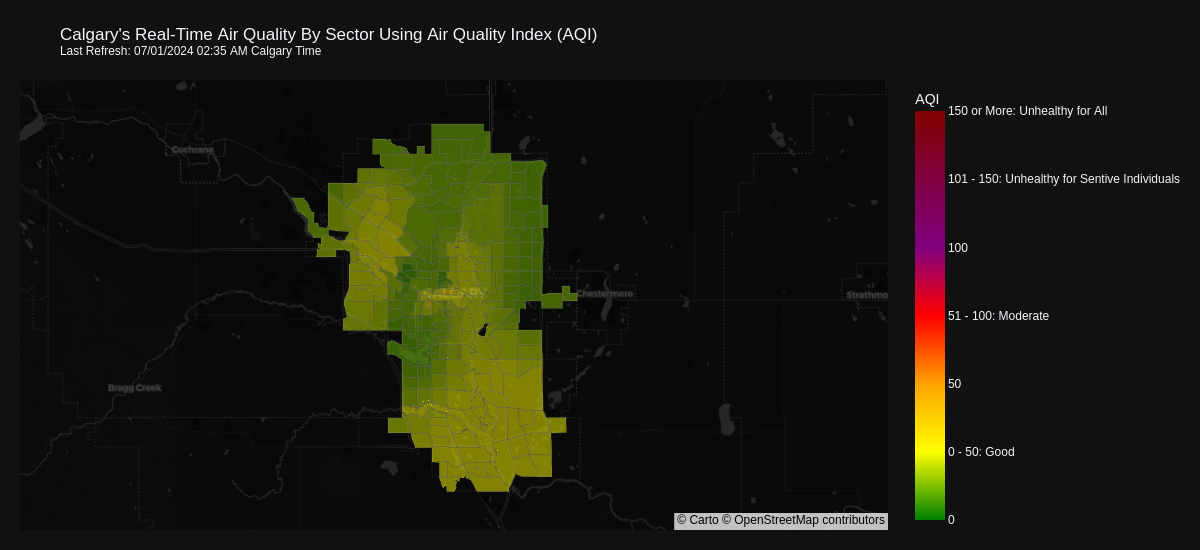 Calgary's Real-Time Air Quality By Sector Using Air Quality Index (AQI)
Last Refresh: 07/01/2024 02:35 AM Calgary Time
AQI
150 or More: Unhealthy for All
Cochrane
101 - 150: Unhealthy for Sentive Individuals
100
Chestermere
Strathmo
51 - 100: Moderate
50
Bragg Creek
0 - 50: Good
© Carto © OpenStreetMap contributors
0